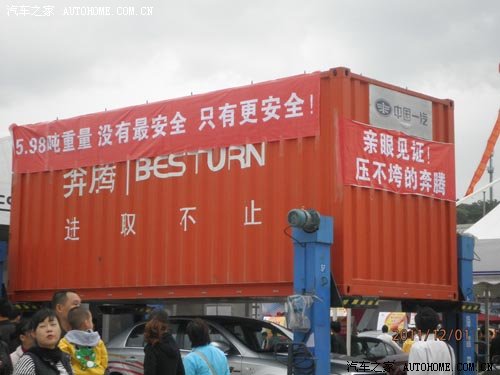 汽车之家 AUTOHOME.COM.CN
5.98吨重量 没有最安全 只有更安全!
中国一汽
亲眼见证!
压不垮的奔腾
奔腾 | BESTURN
进取不止
2011/12/01
汽车之家
WWW.AUTOHOME.COM.CN